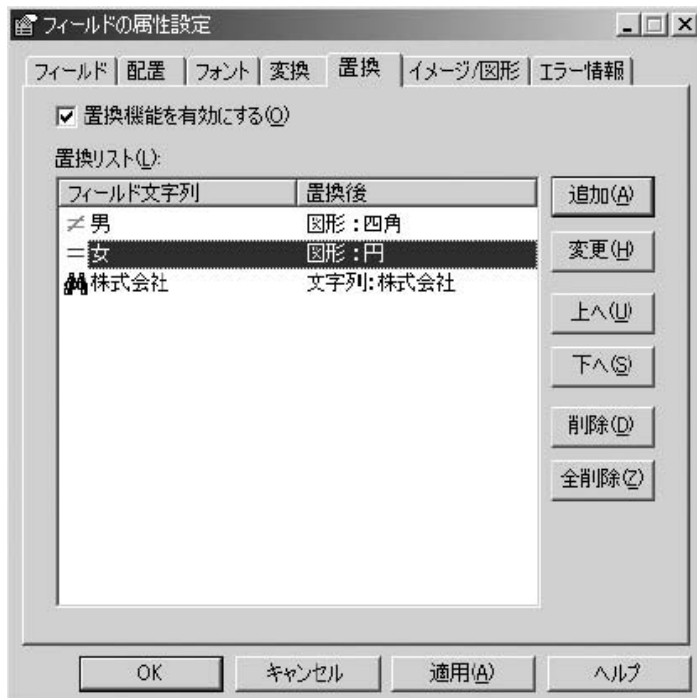 フィールドの属性設定
フィールド 配置 フォント 変換 置換 イメージ/図形 エラー情報
置換機能を有効にする(O)
置換リスト(L):
フィールド文字列 置換後
≠男 図形：四角
＝女 図形：円
株式会社 文字列:株式会社
追加(A)
変更(H)
上へ(U)
下へ(S)
削除(D)
全削除(Z)
OK キャンセル 適用(A) ヘルプ